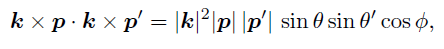 k × p · k × p′ = |k|²|p| |p′| sin θ sin θ′ cos ϕ,